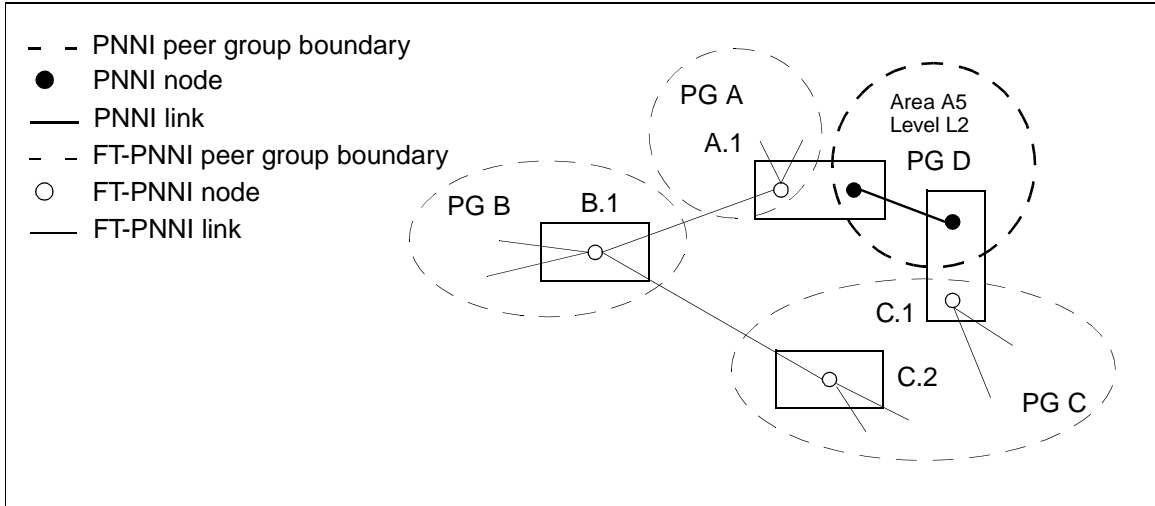 PNNI peer group boundary
PNNI node
PNNI link
FT-PNNI peer group boundary
FT-PNNI node
FT-PNNI link
PG A
A.1
Area A5
Level L2
PG D
PG B
B.1
C.1
C.2
PG C